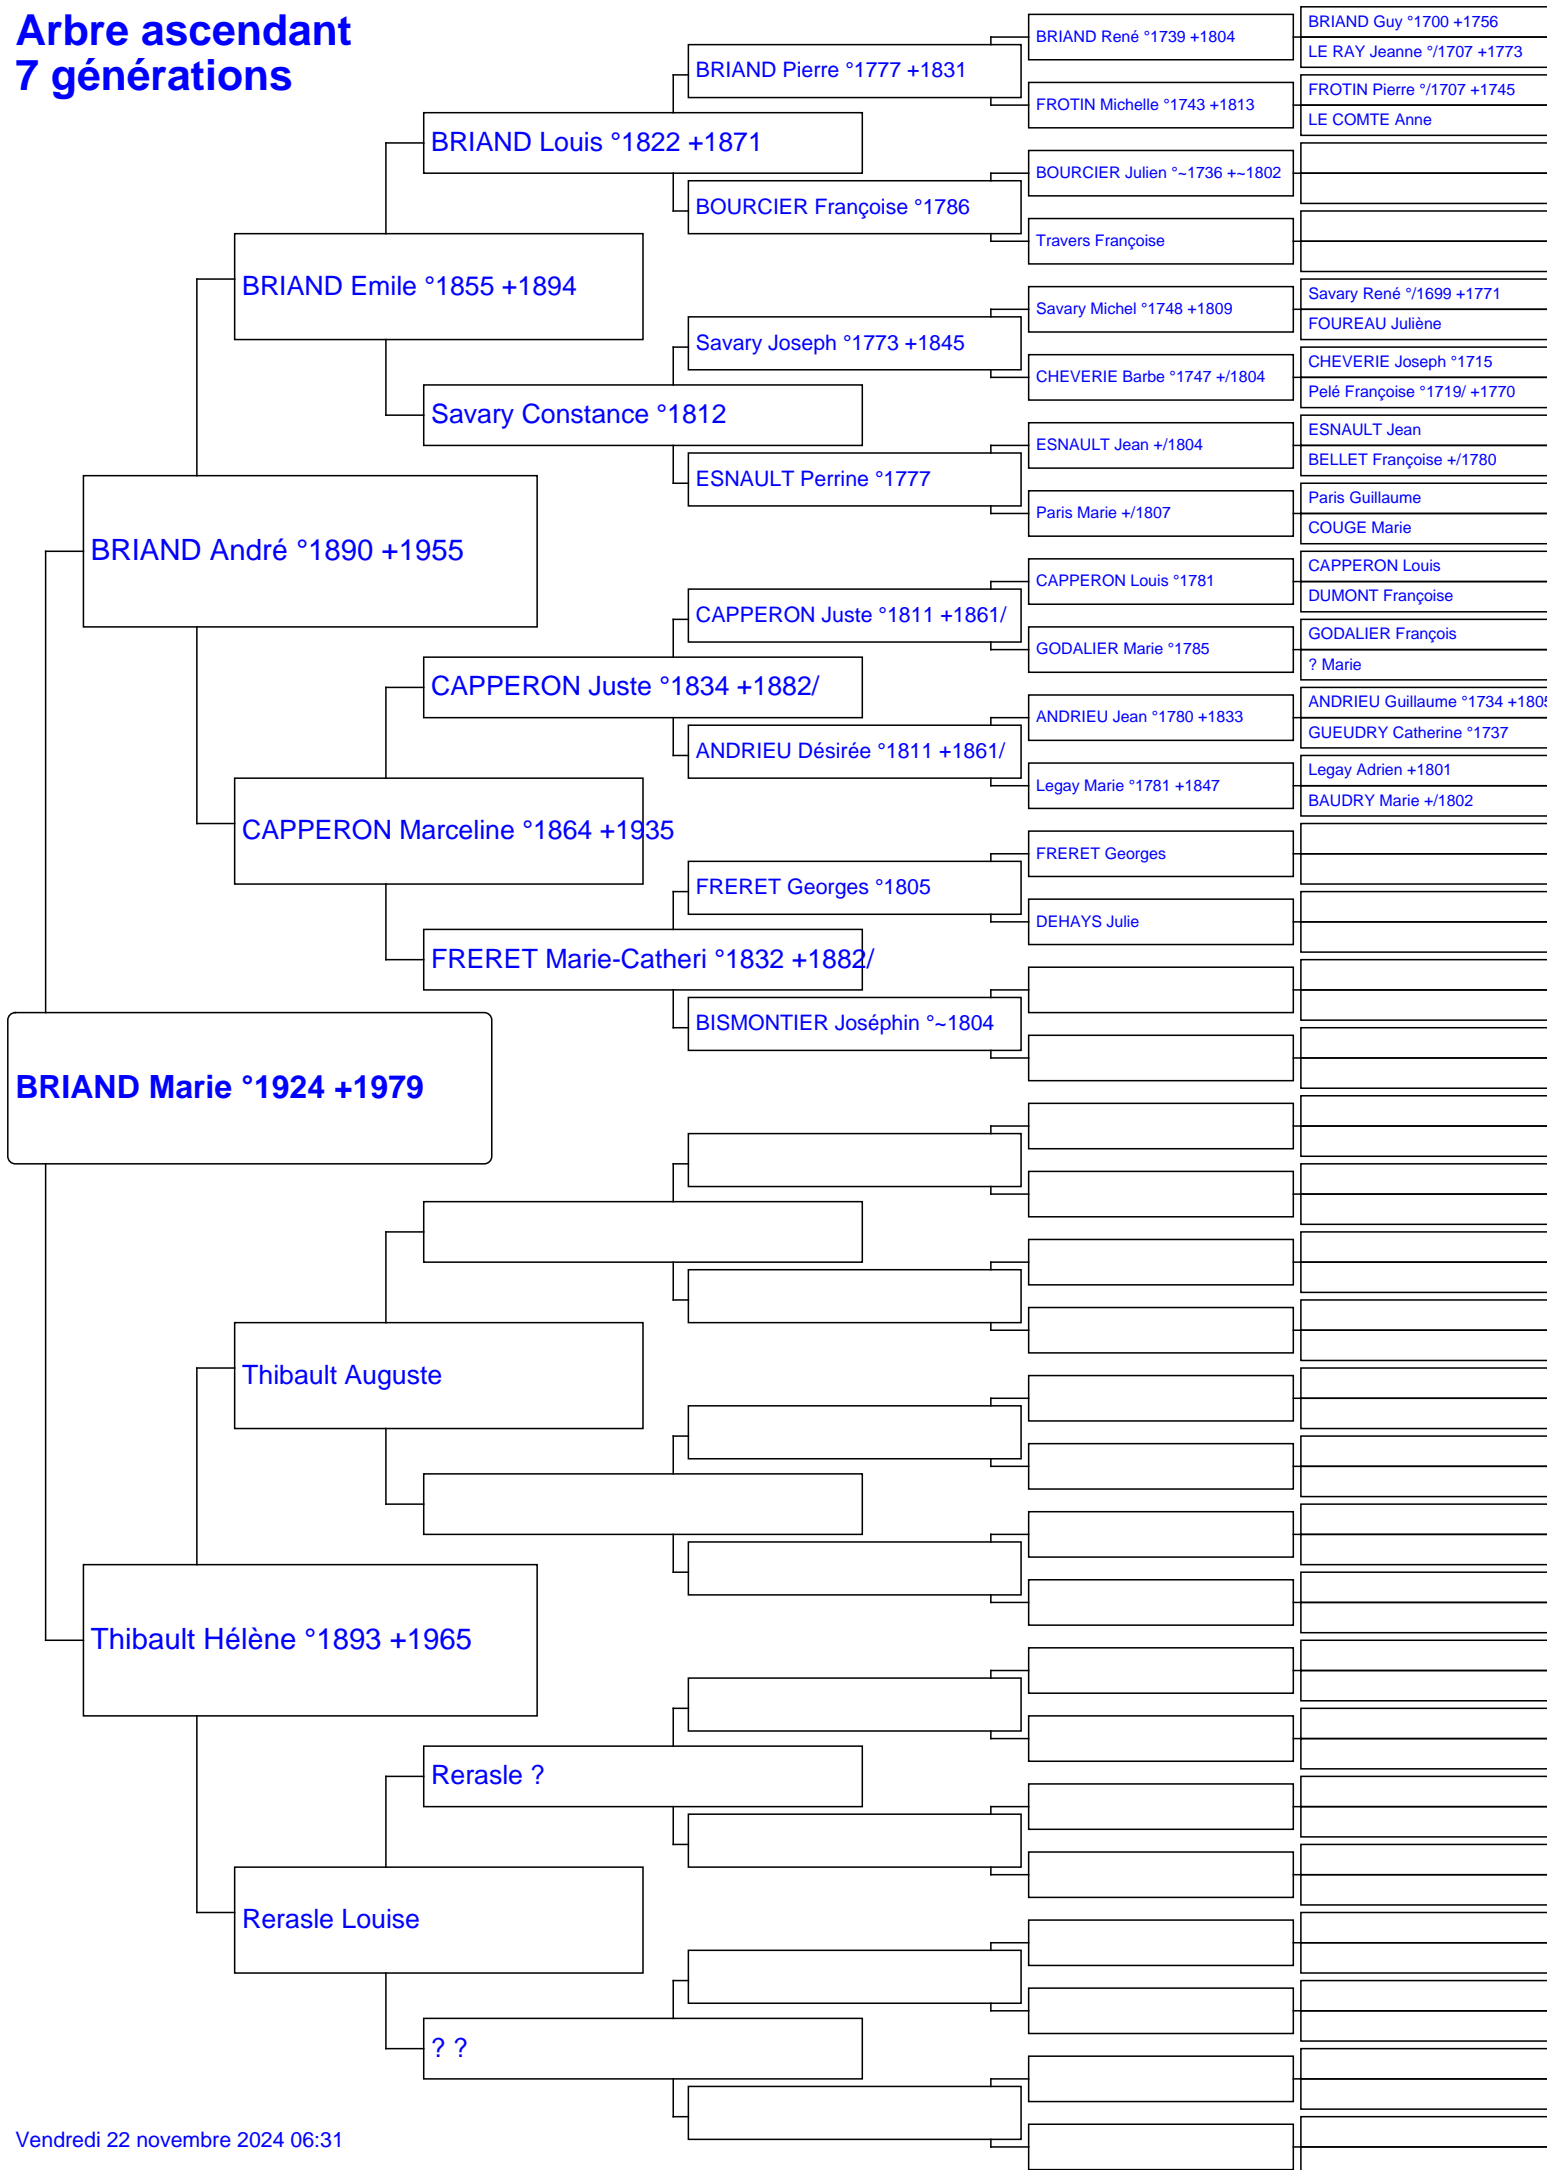 Arbre ascendant
7 générations
BRIAND Marie °1924 +1979
BRIAND André °1890 +1955
Thibault Hélène °1893 +1965
BRIAND Emile °1855 +1894
CAPPERON Marceline °1864 +1935
Thibault Auguste
Rerasle Louise
BRIAND Louis °1822 +1871
Savary Constance °1812
CAPPERON Juste °1834 +1882/
FRERET Marie-Catheri °1832 +1882/
Rerasle ?
? ?
BRIAND Pierre °1777 +1831
BOURCIER Françoise °1786
Savary Joseph °1773 +1845
ESNAULT Perrine °1777
CAPPERON Juste °1811 +1861/
ANDRIEU Désirée °1811 +1861/
FRERET Georges °1805
BISMONTIER Joséphin °~1804
BRIAND René °1739 +1804
FROTIN Michelle °1743 +1813
BOURCIER Julien °~1736 +~1802
Travers Françoise
Savary Michel °1748 +1809
CHEVERIE Barbe °1747 +/1804
ESNAULT Jean +/1804
Paris Marie +/1807
CAPPERON Louis °1781
GODALIER Marie °1785
ANDRIEU Jean °1780 +1833
Legay Marie °1781 +1847
FRERET Georges
DEHAYS Julie
BRIAND Guy °1700 +1756
LE RAY Jeanne °/1707 +1773
FROTIN Pierre °/1707 +1745
LE COMTE Anne
Savary René °/1699 +1771
FOUREAU Juliène
CHEVERIE Joseph °1715
Pelé Françoise °1719/ +1770
ESNAULT Jean
BELLET Françoise +/1780
Paris Guillaume
COUGE Marie
CAPPERON Louis
DUMONT Françoise
GODALIER François
? Marie
ANDRIEU Guillaume °1734 +1805
GUEUDRY Catherine °1737
Legay Adrien +1801
BAUDRY Marie +/1802
Vendredi 22 novembre 2024 06:31